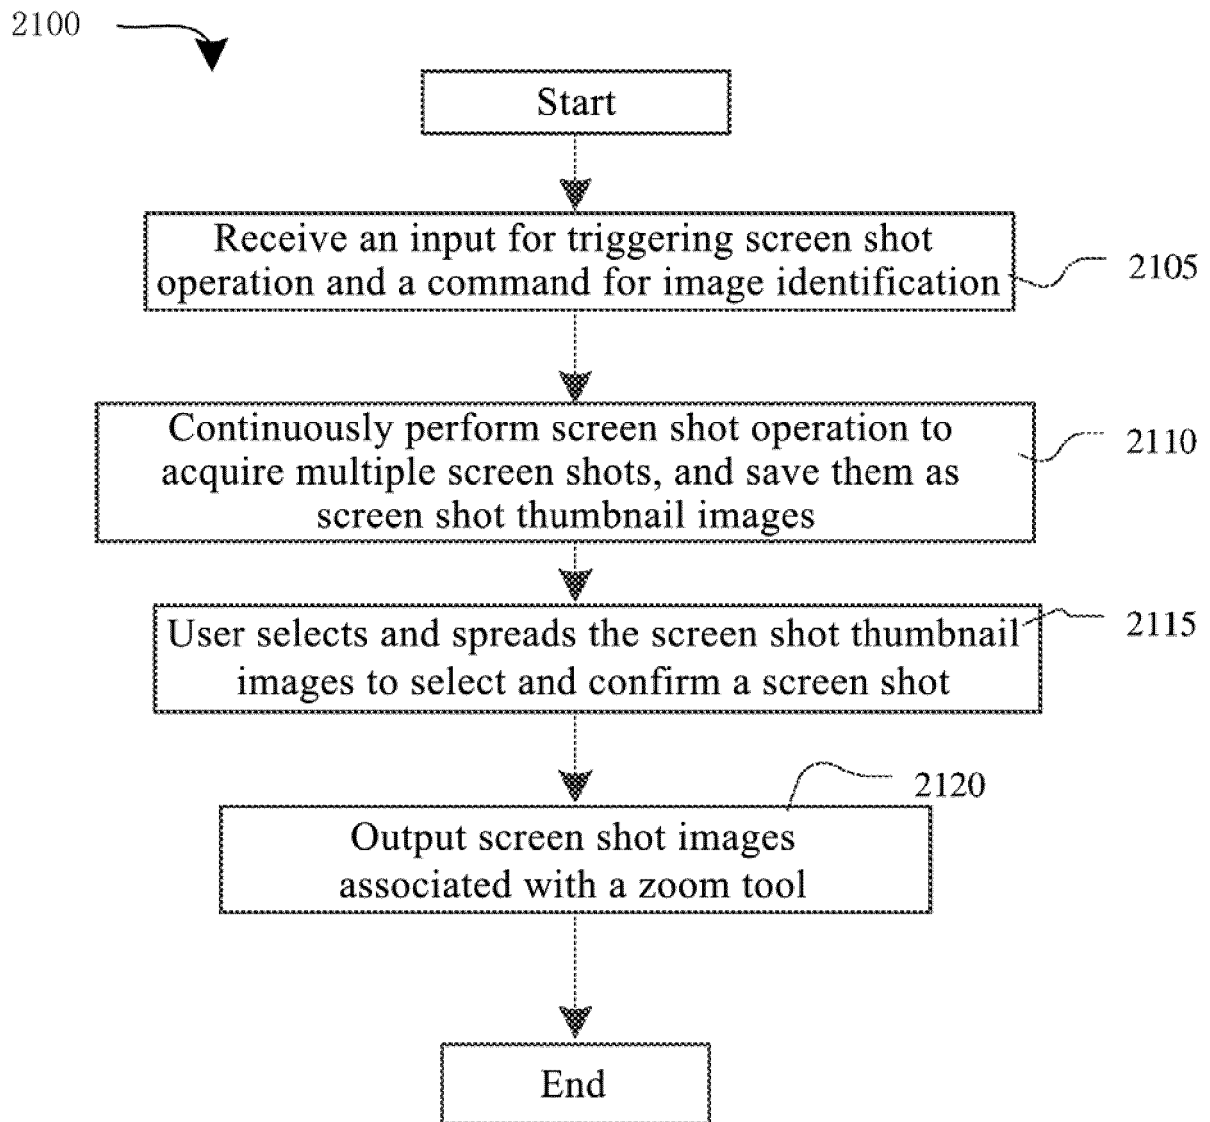 2100
Start
Receive an input for triggering screen shot
operation and a command for image identification
2105
Continuously perform screen shot operation to
acquire multiple screen shots, and save them as
screen shot thumbnail images
2110
User selects and spreads the screen shot thumbnail
images to select and confirm a screen shot
2115
2120
Output screen shot images
associated with a zoom tool
End